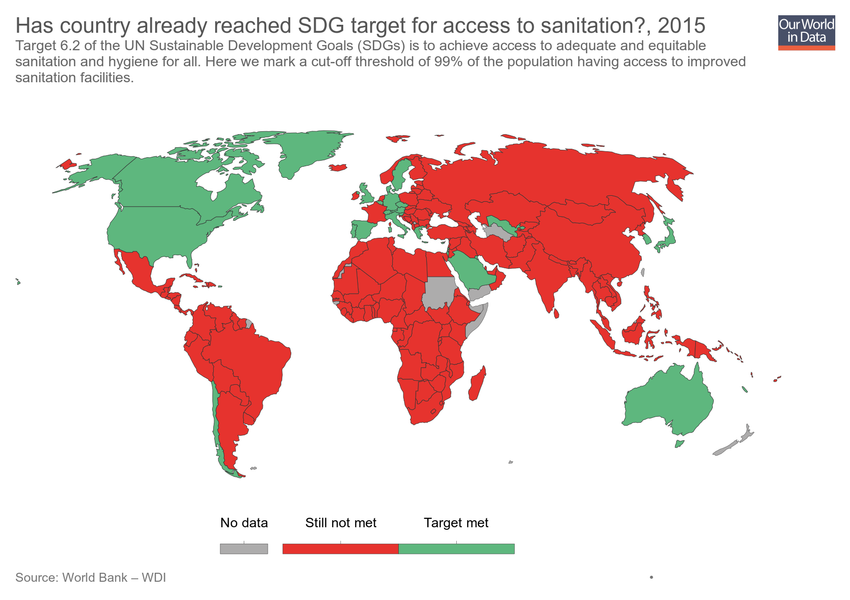 Has country already reached SDG target for access to sanitation?, 2015
Our World
in Data
Target 6.2 of the UN Sustainable Development Goals (SDGs) is to achieve access to adequate and equitable
sanitation and hygiene for all. Here we mark a cut-off threshold of 99% of the population having access to improved
sanitation facilities.
No data
Still not met
Target met
Source: World Bank – WDI